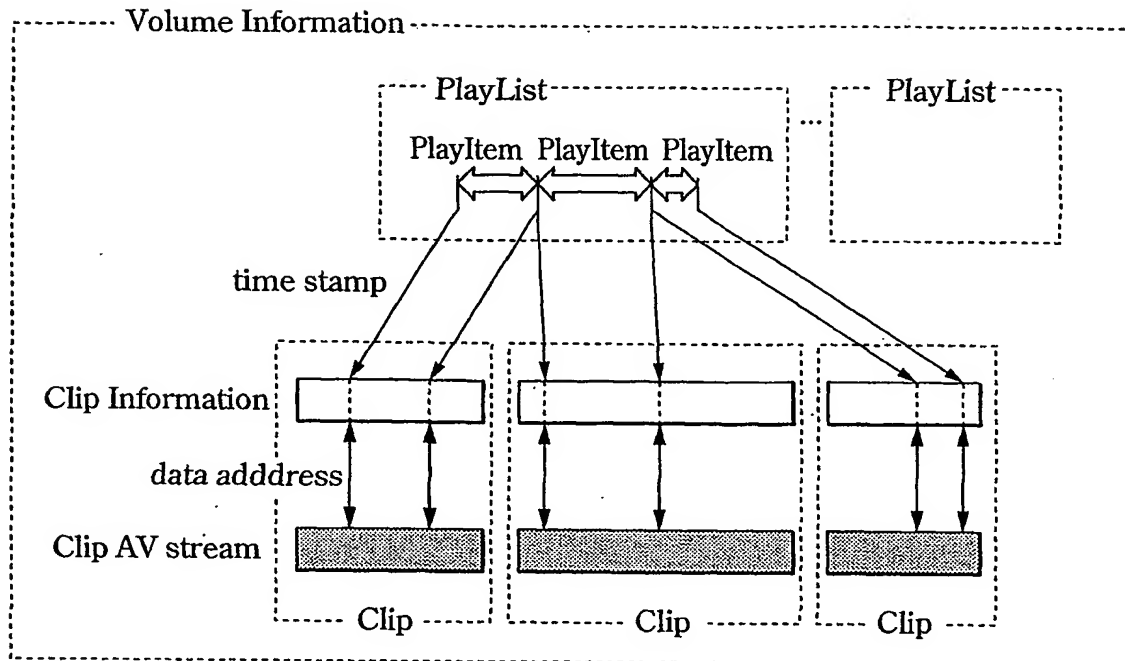 Volume Information
PlayList
PlayList
...
PlayItem PlayItem PlayItem
time stamp
Clip Information
data adddress
Clip AV stream
Clip
Clip
Clip